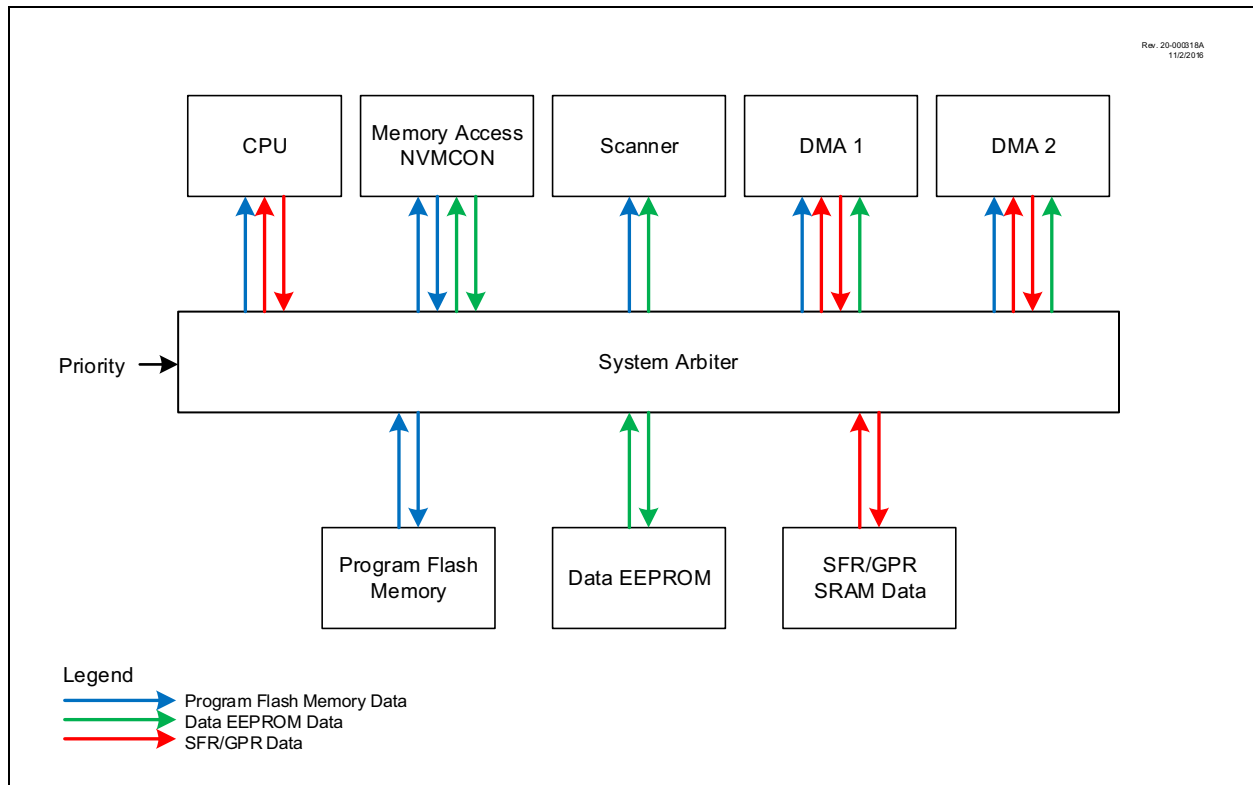 Rev. 20-000318A
11/2/2016
CPU
Memory Access
NVMCON
Scanner
DMA 1
DMA 2
Priority
System Arbiter
Program Flash
Memory
Data EEPROM
SFR/GPR
SRAM Data
Legend
Program Flash Memory Data
Data EEPROM Data
SFR/GPR Data